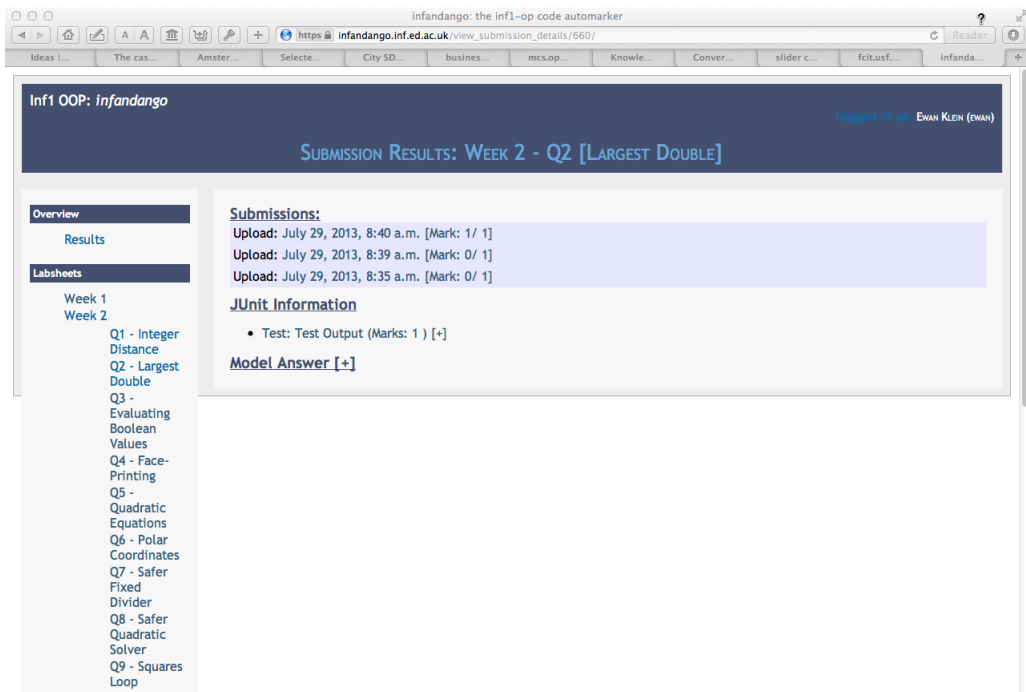 infandango: the inf1-op code automarker
?
A A
https infandango.inf.ed.ac.uk/view_submission_details/660/
Reader
Ideas |...
The cas...
Amster...
Selecte...
City SD...
busines...
mcs.op...
Knowle...
Conver...
slider c...
fcit.usf....
infanda...
+
Inf1 OOP: infandango
Logged in as: Ewan Klein (ewan)
Submission Results: Week 2 - Q2 [Largest Double]
Overview
Results
Labsheets
Week 1
Week 2
Q1 - Integer
Distance
Q2 - Largest
Double
Q3 -
Evaluating
Boolean
Values
Q4 - Face-
Printing
Q5 -
Quadratic
Equations
Q6 - Polar
Coordinates
Q7 - Safer
Fixed
Divider
Q8 - Safer
Quadratic
Solver
Q9 - Squares
Loop
Submissions:
Upload: July 29, 2013, 8:40 a.m. [Mark: 1/ 1]
Upload: July 29, 2013, 8:39 a.m. [Mark: 0/ 1]
Upload: July 29, 2013, 8:35 a.m. [Mark: 0/ 1]
JUnit Information
• Test: Test Output (Marks: 1 ) [+]
Model Answer [+]